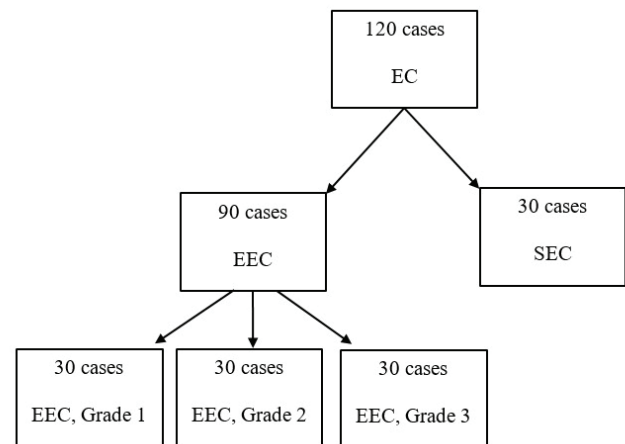 120 cases
EC
90 cases
EEC
30 cases
SEC
30 cases
EEC, Grade 1
30 cases
EEC, Grade 2
30 cases
EEC, Grade 3